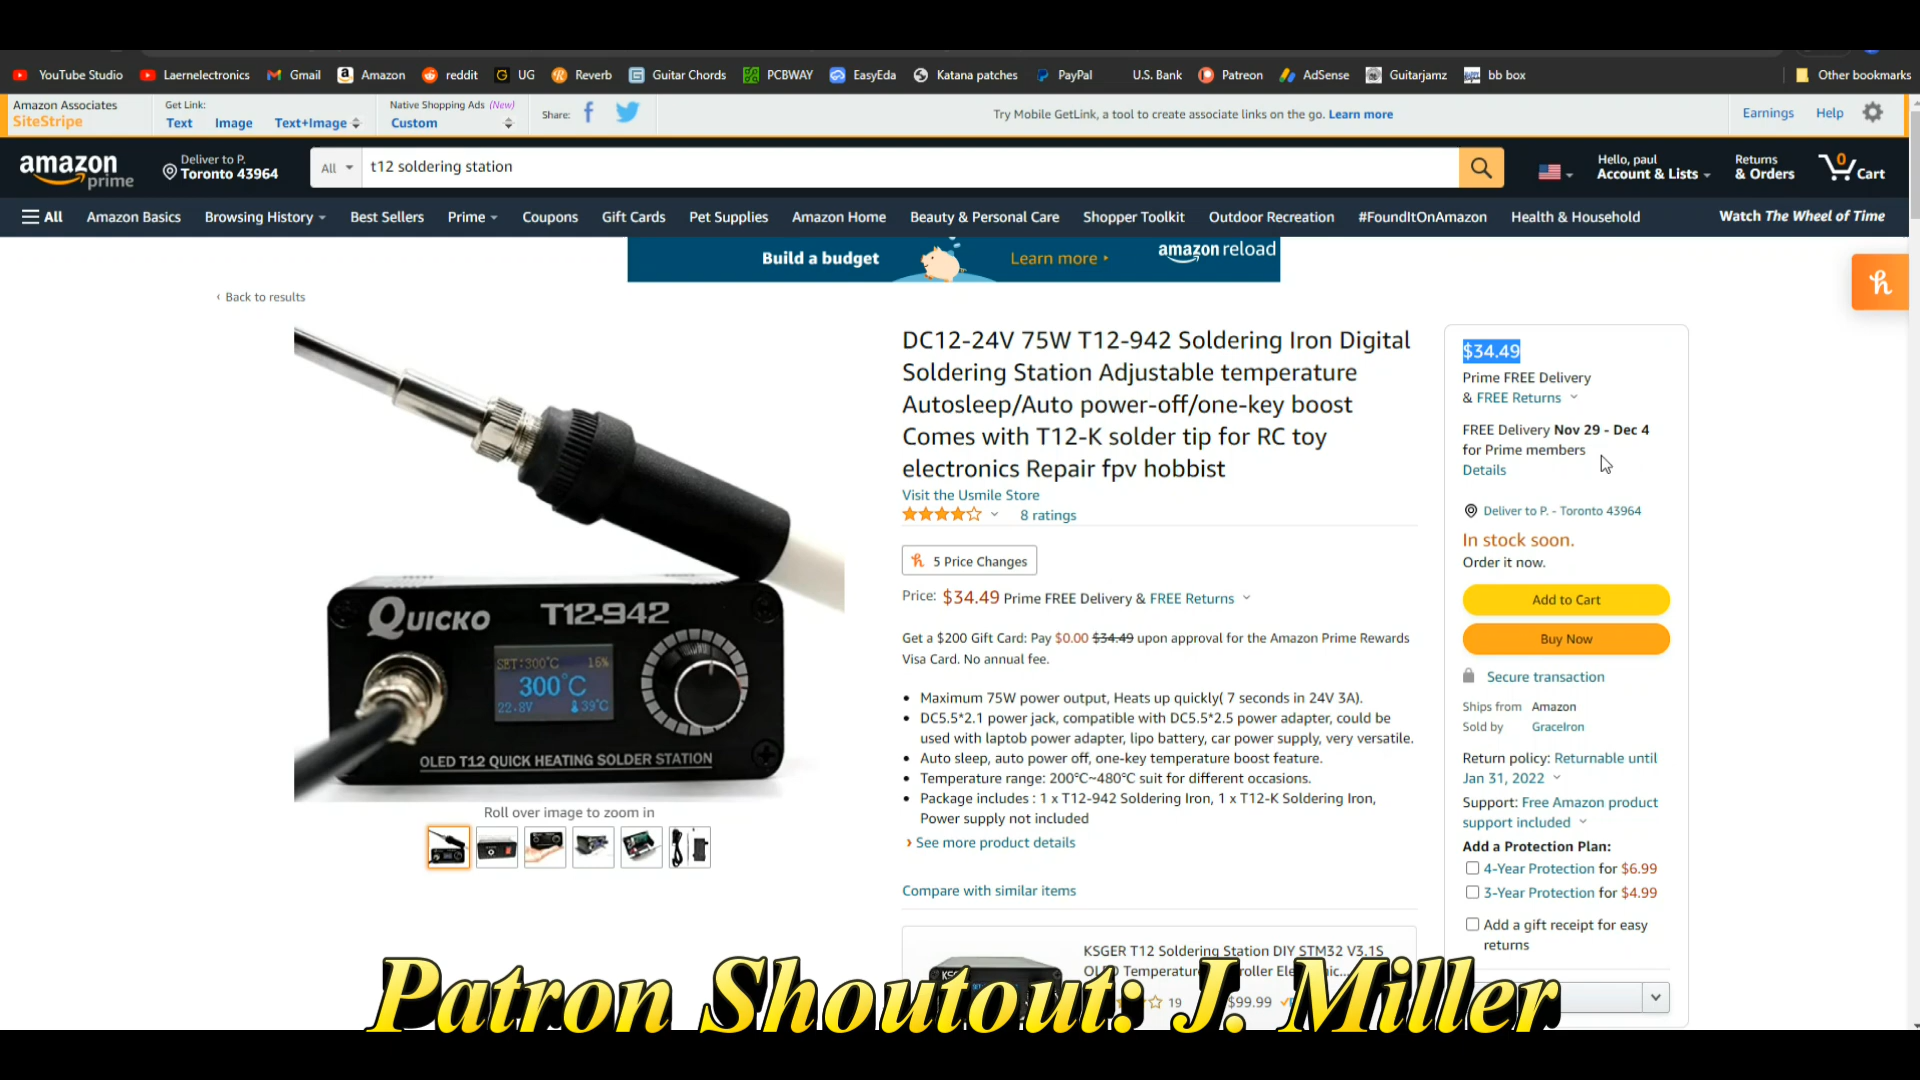 YouTube Studio Laernelectronics Gmail Amazon reddit UG Reverb Guitar Chords PCBWAY EasyEda Katana patches PayPal U.S. Bank Patreon AdSense Guitarjamz bb box Other bookmarks
Amazon Associates
SiteStripe
Get Link:
Text Image Text+Image
Native Shopping Ads (New)
Custom
Share:
Try Mobile GetLink, a tool to create associate links on the go. Learn more
Earnings Help
amazon
prime
Deliver to P.
Toronto 43964
All t12 soldering station
Hello, paul
Account & Lists
Returns
& Orders
0
Cart
All Amazon Basics Browsing History Best Sellers Prime Coupons Gift Cards Pet Supplies Amazon Home Beauty & Personal Care Shopper Toolkit Outdoor Recreation #FoundItOnAmazon Health & Household Watch The Wheel of Time
Build a budget Learn more amazon reload
‹ Back to results
QUICKO T12-942
SET:300°C 16%
300°C
22.8V 39°C
OLED T12 QUICK HEATING SOLDER STATION
Roll over image to zoom in
DC12-24V 75W T12-942 Soldering Iron Digital
Soldering Station Adjustable temperature
Autosleep/Auto power-off/one-key boost
Comes with T12-K solder tip for RC toy
electronics Repair fpv hobbist
Visit the Usmile Store
8 ratings
5 Price Changes
Price: $34.49 Prime FREE Delivery & FREE Returns
Get a $200 Gift Card: Pay $0.00 $34.49 upon approval for the Amazon Prime Rewards
Visa Card. No annual fee.
• Maximum 75W power output, Heats up quickly( 7 seconds in 24V 3A).
• DC5.5*2.1 power jack, compatible with DC5.5*2.5 power adapter, could be
used with laptob power adapter, lipo battery, car power supply, very versatile.
• Auto sleep, auto power off, one-key temperature boost feature.
• Temperature range: 200℃~480℃ suit for different occasions.
• Package includes : 1 x T12-942 Soldering Iron, 1 x T12-K Soldering Iron,
Power supply not included
› See more product details
Compare with similar items
KSGER T12 Soldering Station DIY STM32 V3.1S
19 $99.99
$34.49
Prime FREE Delivery
& FREE Returns
FREE Delivery Nov 29 - Dec 4
for Prime members
Details
Deliver to P. - Toronto 43964
In stock soon.
Order it now.
Add to Cart
Buy Now
Secure transaction
Ships from Amazon
Sold by GraceIron
Return policy: Returnable until
Jan 31, 2022
Support: Free Amazon product
support included
Add a Protection Plan:
4-Year Protection for $6.99
3-Year Protection for $4.99
Add a gift receipt for easy
returns
Patron Shoutout: J. Miller